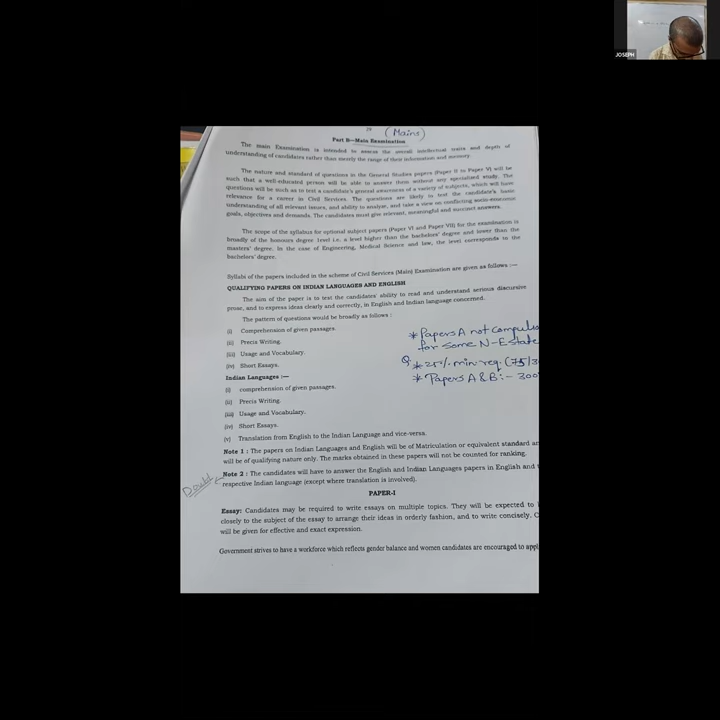 JOSEPH
(Mains)
Part B—Main Examination
The main Examination is intended to assess the overall intellectual traits and depth of
understanding of candidates rather than merely the range of their information and memory.
The nature and standard of questions in the General Studies papers (Paper II to Paper V) will be
such that a well-educated person will be able to answer them without any specialized study. The
questions will be such as to test a candidate's general awareness of a variety of subjects, which will have
relevance for a career in Civil Services. The questions are likely to test the candidate's basic
understanding of all relevant issues, and ability to analyze, and take a view on conflicting socio-economic
goals, objectives and demands. The candidates must give relevant, meaningful and succinct answers.
The scope of the syllabus for optional subject papers (Paper VI and Paper VII) for the examination is
broadly of the honours degree level i.e. a level higher than the bachelors' degree and lower than the
masters' degree. In the case of Engineering, Medical Science and law, the level corresponds to the
bachelors' degree.
Syllabi of the papers included in the scheme of Civil Services (Main) Examination are given as follows :—
QUALIFYING PAPERS ON INDIAN LANGUAGES AND ENGLISH
The aim of the paper is to test the candidates' ability to read and understand serious discursive
prose, and to express ideas clearly and correctly, in English and Indian language concerned.
The pattern of questions would be broadly as follows :
(i) Comprehension of given passages.
(ii) Precis Writing.
(iii) Usage and Vocabulary.
(iv) Short Essays.
* Papers A not compulso
for some N-E state
Q. * 25% min req. (75/3
* Papers A & B :- 300
Indian Languages :—
(i) comprehension of given passages.
(ii) Precis Writing.
(iii) Usage and Vocabulary.
(iv) Short Essays.
(v) Translation from English to the Indian Language and vice-versa.
Note 1 : The papers on Indian Languages and English will be of Matriculation or equivalent standard an
will be of qualifying nature only. The marks obtained in these papers will not be counted for ranking.
Doubt
Note 2 : The candidates will have to answer the English and Indian Languages papers in English and
respective Indian language (except where translation is involved).
PAPER-I
Essay: Candidates may be required to write essays on multiple topics. They will be expected to
closely to the subject of the essay to arrange their ideas in orderly fashion, and to write concisely. C
will be given for effective and exact expression.
Government strives to have a workforce which reflects gender balance and women candidates are encouraged to appl